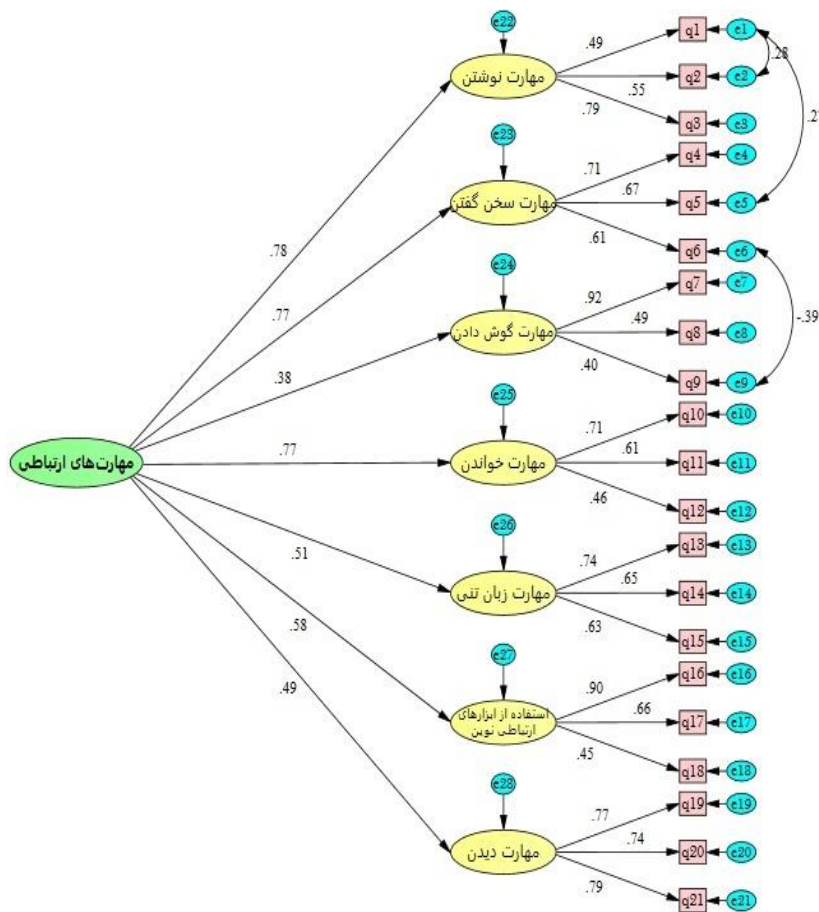 e22
.49
q1
e1
.28
مهارت نوشتن
q2
e2
.55
.79
q3
e3
e23
.2
.71
q4
e4
مهارت سخن گفتن
.67
q5
e5
.78
.61
q6
e6
e24
.92
q7
e7
.77
مهارت گوش دادن
.49
q8
e8
-.39
.38
.40
q9
e9
e25
.71
q10
e10
مهارت‌های ارتباطی
.77
مهارت خواندن
.61
q11
e11
.46
q12
e12
e26
.51
.74
q13
e13
مهارت زبان تنی
.65
q14
e14
.58
.63
q15
e15
e27
.90
q16
e16
.49
استفاده از ابزارهای
ارتباطی نوین
.66
q17
e17
.45
q18
e18
e28
.77
q19
e19
مهارت دیدن
.74
q20
e20
.79
q21
e21